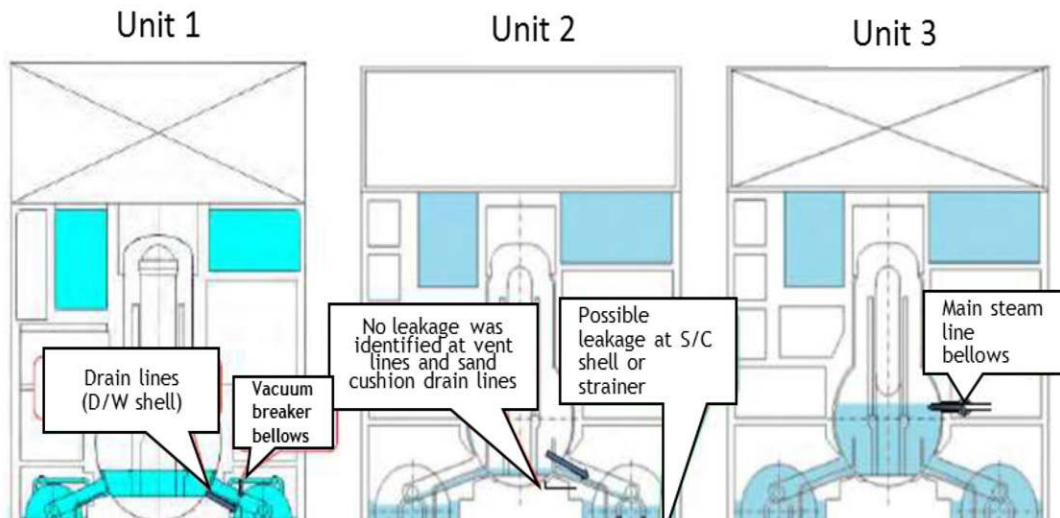 Unit 1
Unit 2
Unit 3
Drain lines
(D/W shell)
Vacuum
breaker
bellows
No leakage was
identified at vent
lines and sand
cushion drain lines
Possible
leakage at S/C
shell or
strainer
Main steam
line
bellows